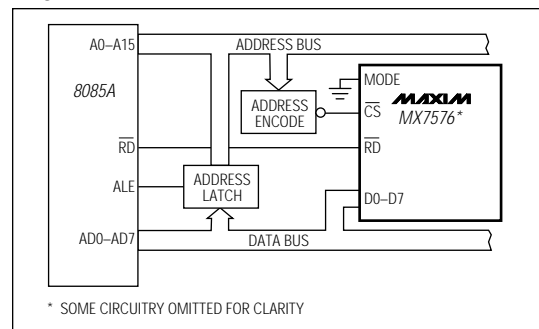 A0–A15
ADDRESS BUS
8085A
MODE
ADDRESS
ENCODE
MAXIM
CS
MX7576*
RD
RD
ALE
ADDRESS
LATCH
D0–D7
AD0–AD7
DATA BUS
* SOME CIRCUITRY OMITTED FOR CLARITY